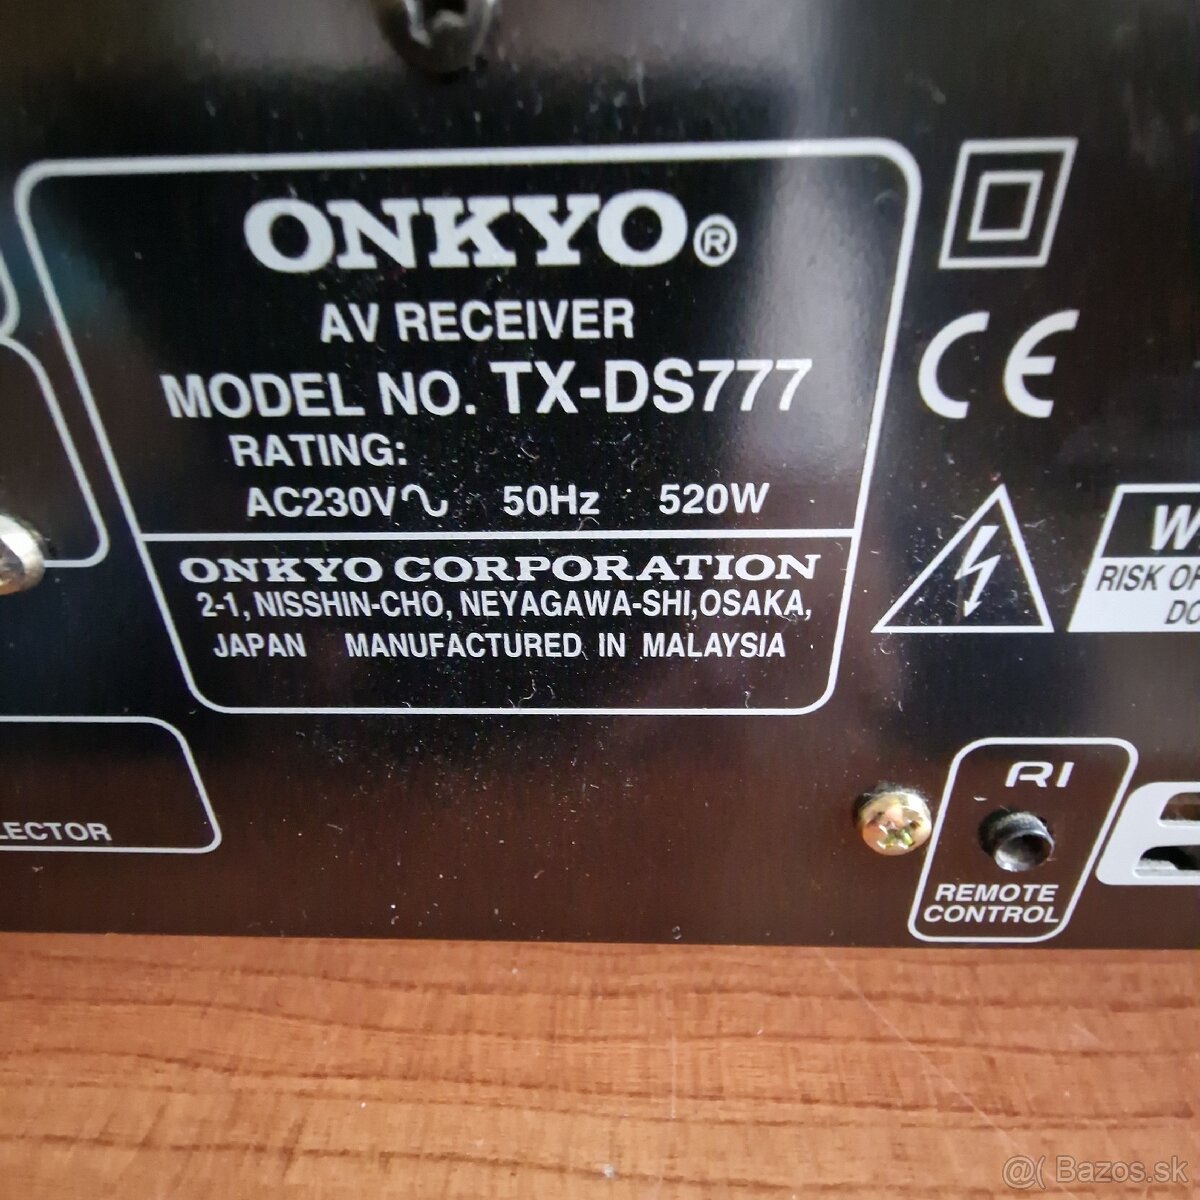 ONKYO®
AV RECEIVER
MODEL NO. TX-DS777
RATING:
AC230V∿ 50Hz 520W
ONKYO CORPORATION
2-1, NISSHIN-CHO, NEYAGAWA-SHI,OSAKA,
JAPAN MANUFACTURED IN MALAYSIA
CE
W
RISK OF
LECTOR
RI
REMOTE
CONTROL
@( Bazos.sk